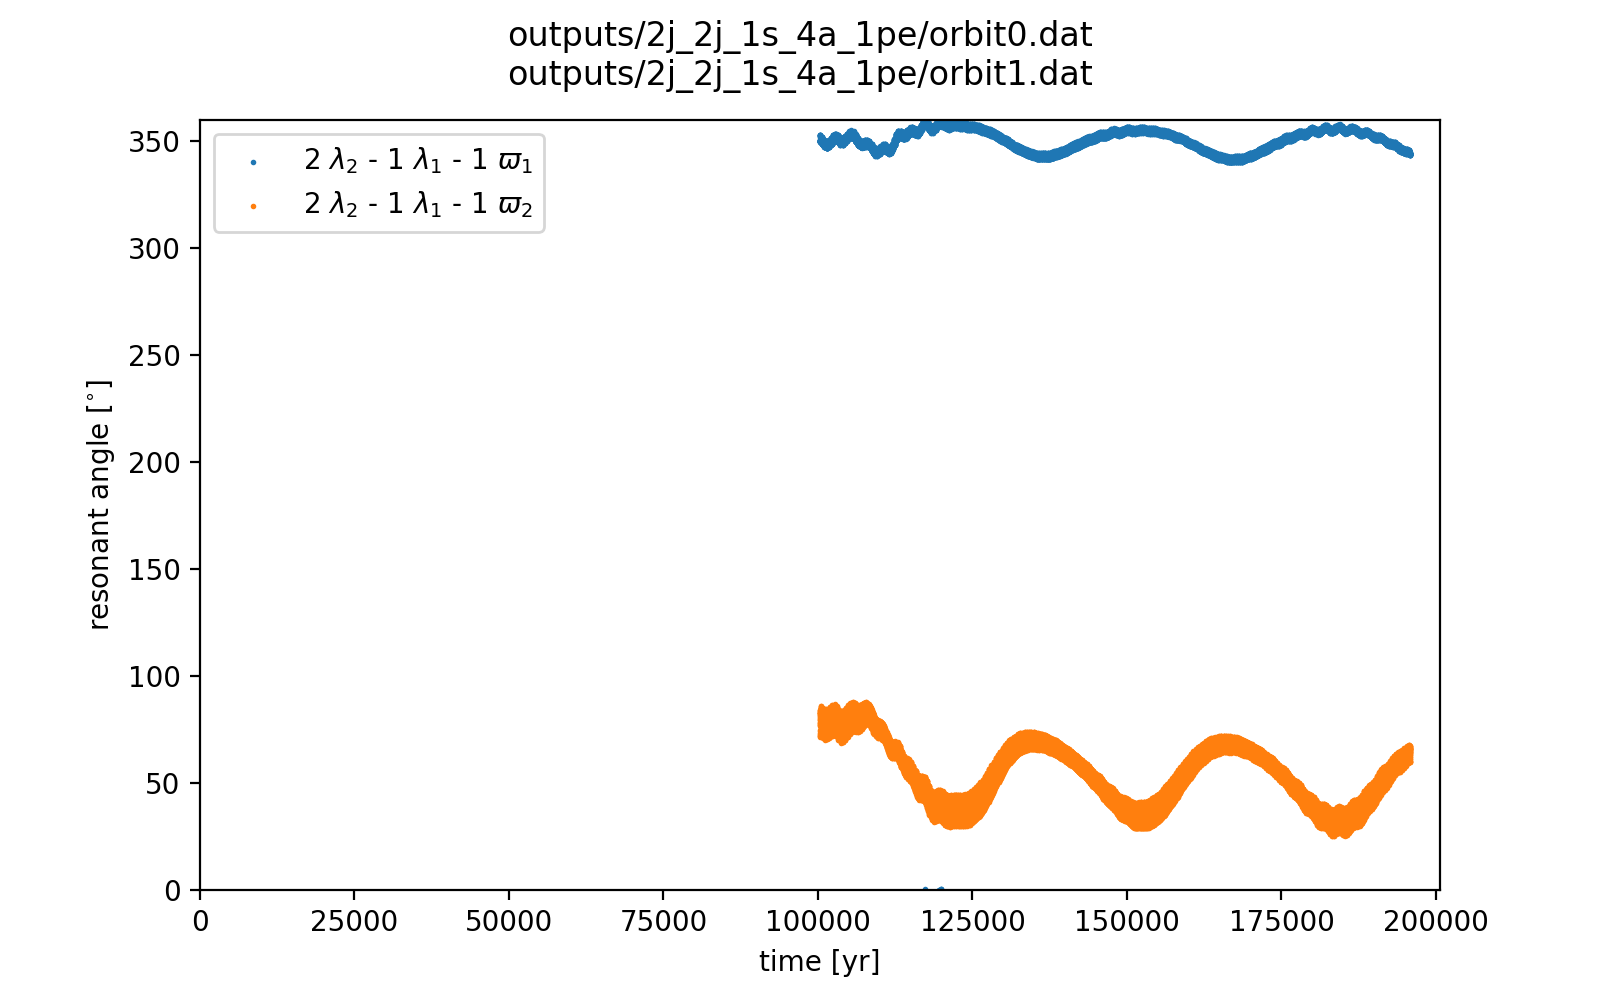 outputs/2j_2j_1s_4a_1pe/orbit0.dat
outputs/2j_2j_1s_4a_1pe/orbit1.dat
2 λ₂ - 1 λ₁ - 1 ϖ₁
2 λ₂ - 1 λ₁ - 1 ϖ₂
resonant angle [°]
350
300
250
200
150
100
50
0
0 25000 50000 75000 100000 125000 150000 175000 200000
time [yr]